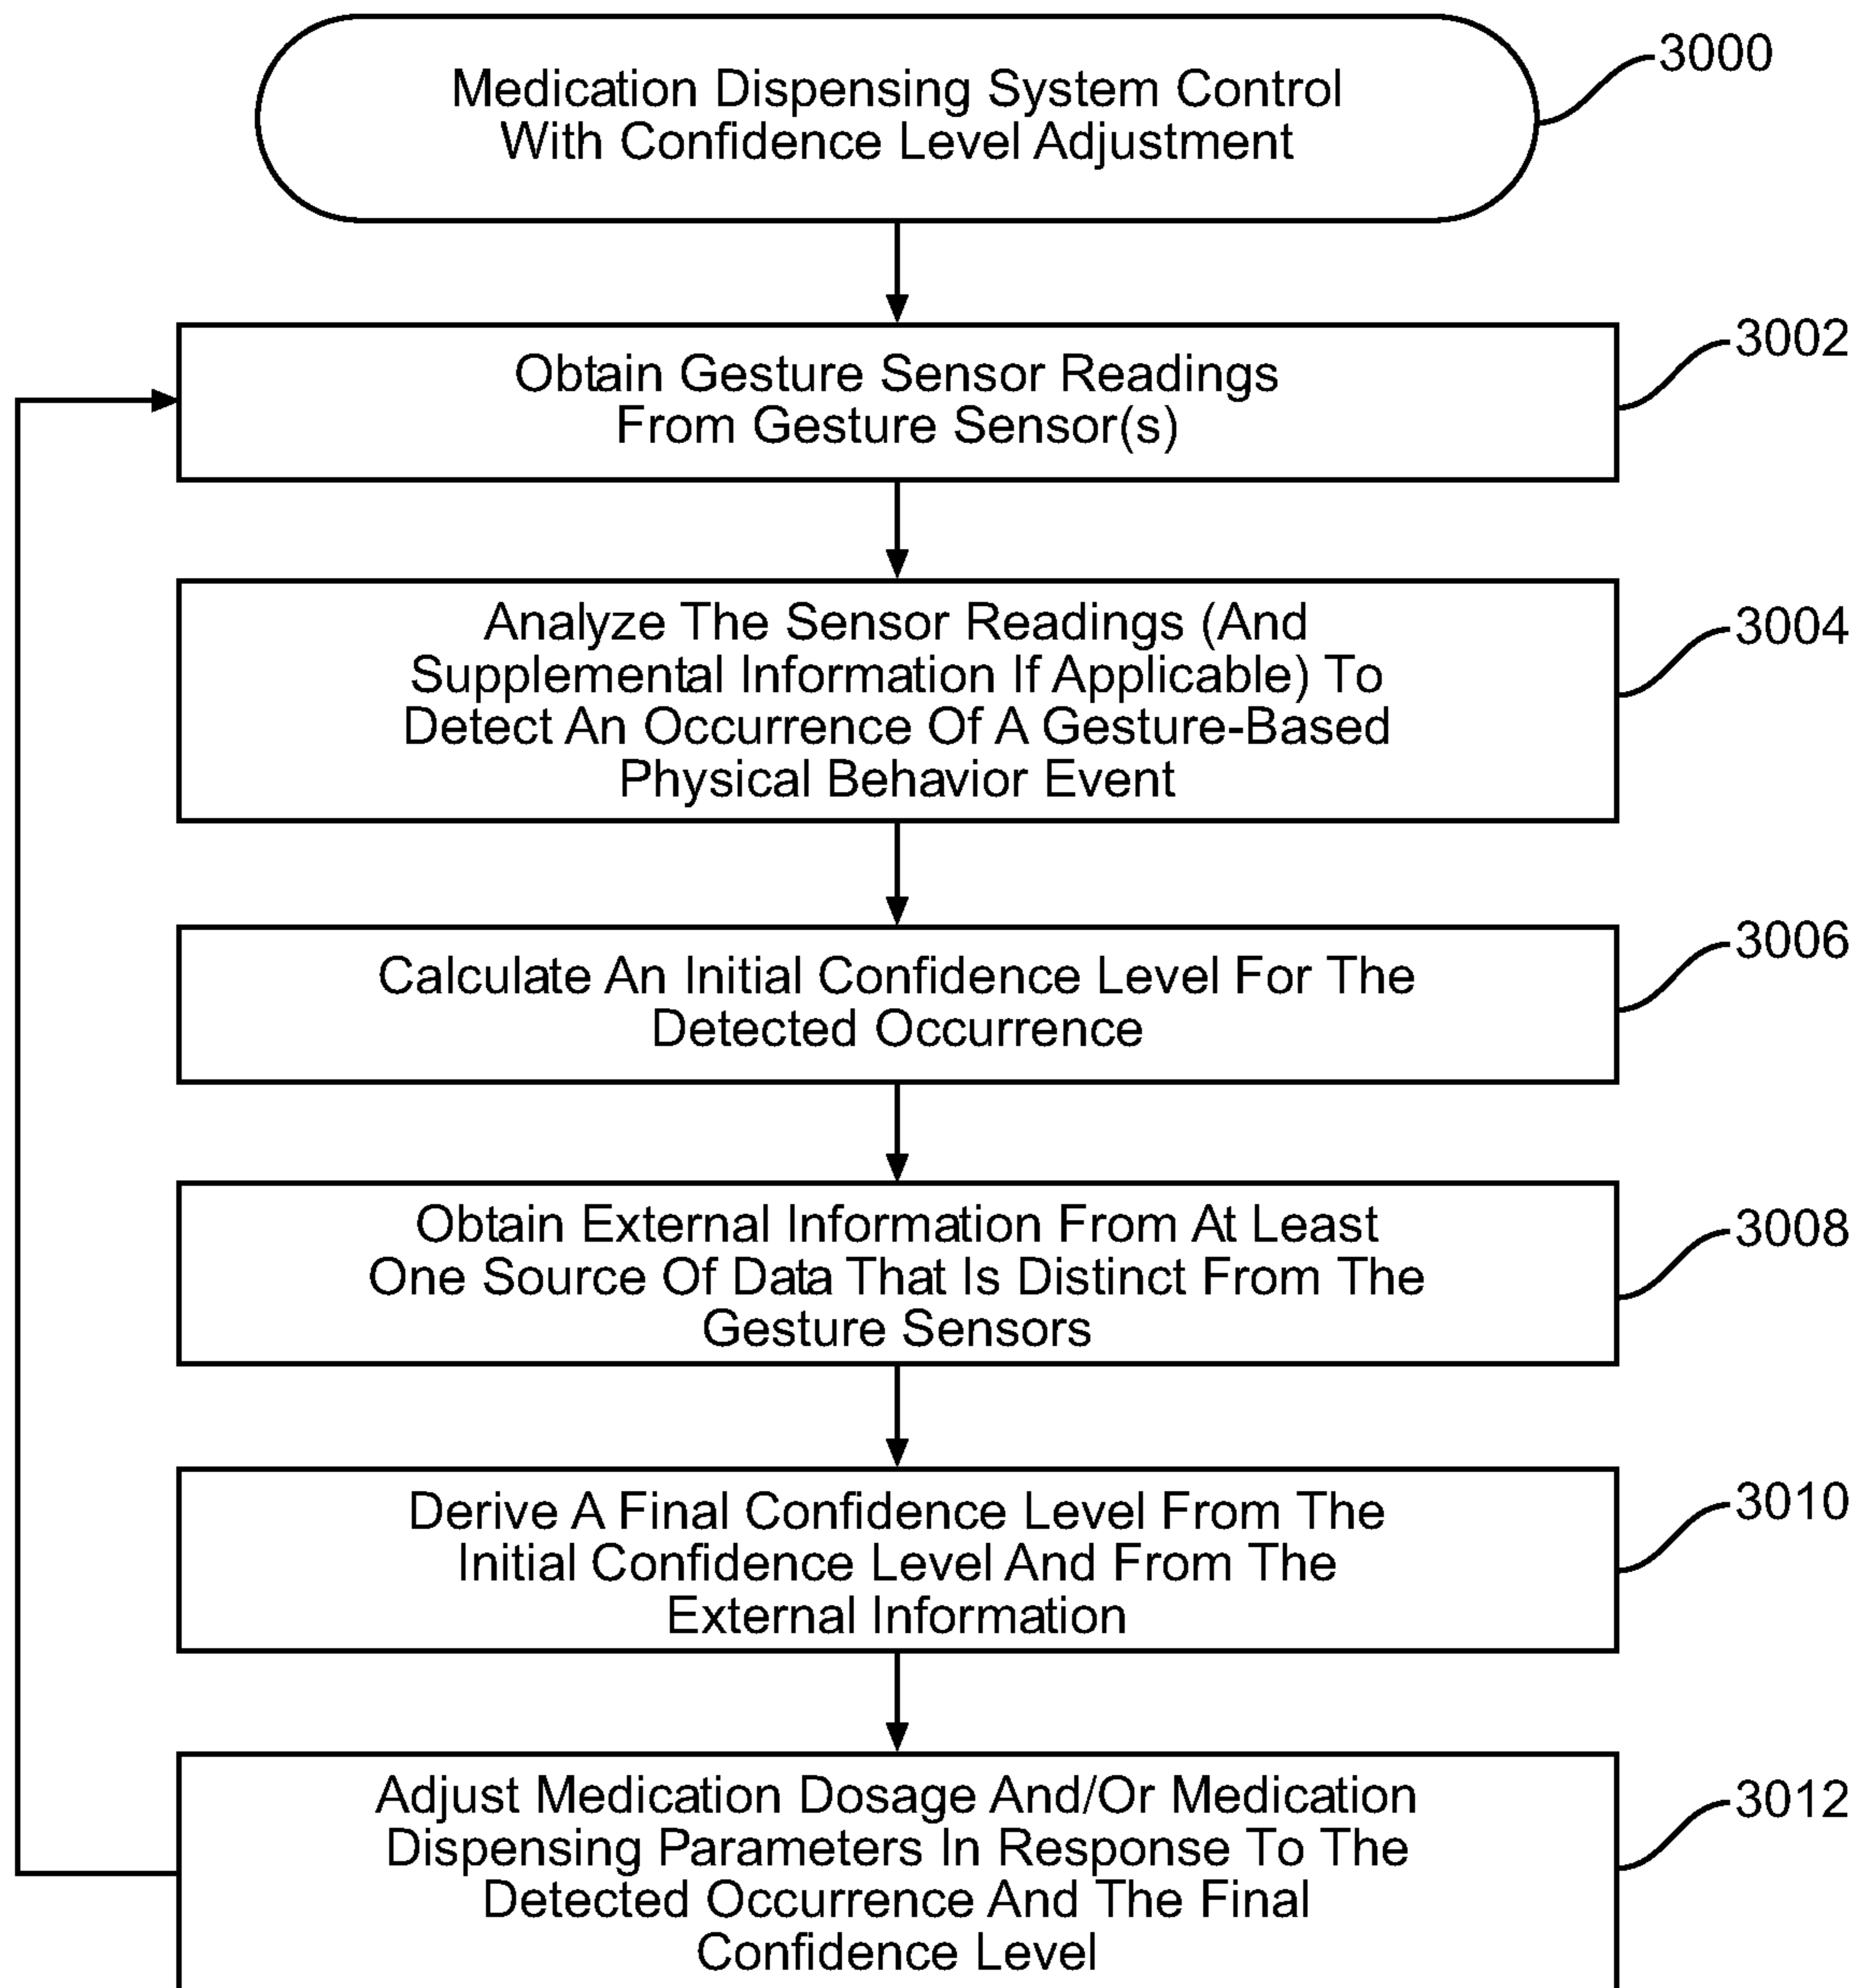 Medication Dispensing System Control
With Confidence Level Adjustment
3000
Obtain Gesture Sensor Readings
From Gesture Sensor(s)
3002
Analyze The Sensor Readings (And
Supplemental Information If Applicable) To
Detect An Occurrence Of A Gesture-Based
Physical Behavior Event
3004
Calculate An Initial Confidence Level For The
Detected Occurrence
3006
Obtain External Information From At Least
One Source Of Data That Is Distinct From The
Gesture Sensors
3008
Derive A Final Confidence Level From The
Initial Confidence Level And From The
External Information
3010
Adjust Medication Dosage And/Or Medication
Dispensing Parameters In Response To The
Detected Occurrence And The Final
Confidence Level
3012